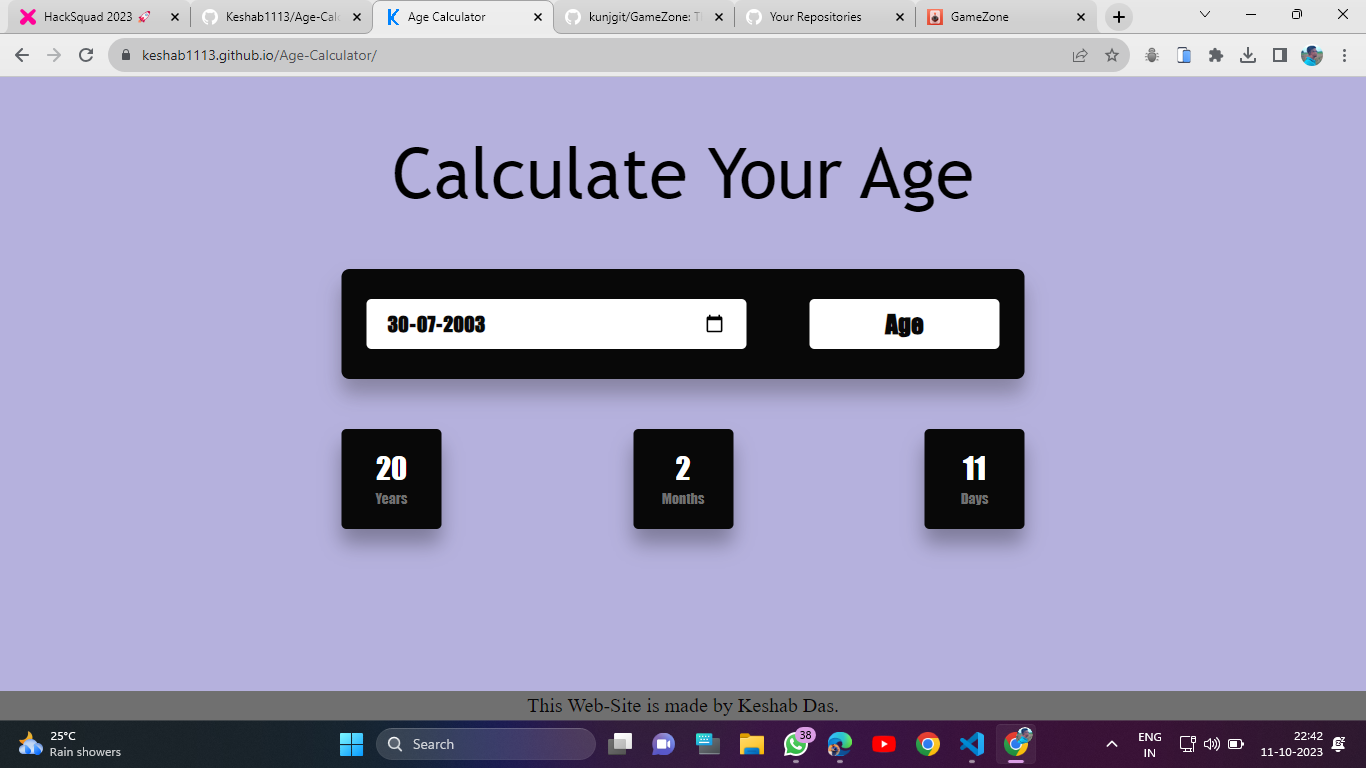 HackSquad 2023 🚀
Keshab1113/Age-Calc
Age Calculator
kunjgit/GameZone: Th
Your Repositories
GameZone
keshab1113.github.io/Age-Calculator/
Calculate Your Age
30-07-2003
Age
20
Years
2
Months
11
Days
This Web-Site is made by Keshab Das.
25°C
Rain showers
Search
38
ENG
IN
22:42
11-10-2023